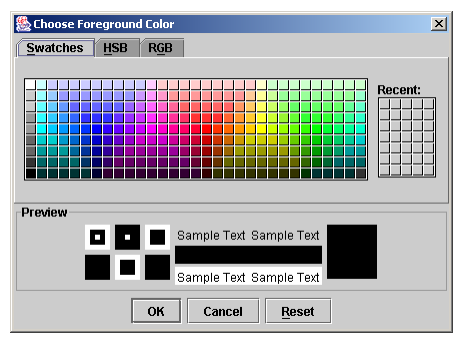 Choose Foreground Color
Swatches HSB RGB
Recent:
Preview
Sample Text Sample Text
Sample Text Sample Text
OK Cancel Reset